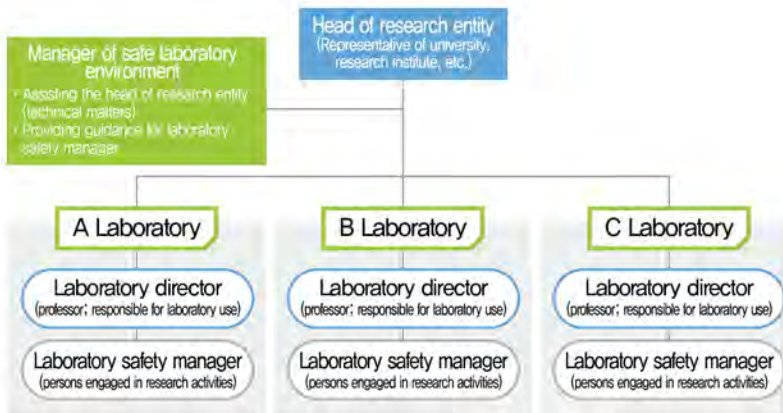 Head of research entity
(Representative of university,
research institute, etc.)
Manager of safe laboratory
environment
• Assisting the head of research entity
(technical matters)
• Providing guidance for laboratory
safety manager
A Laboratory
Laboratory director
(professor; responsible for laboratory use)
Laboratory safety manager
(persons engaged in research activities)
B Laboratory
Laboratory director
(professor; responsible for laboratory use)
Laboratory safety manager
(persons engaged in research activities)
C Laboratory
Laboratory director
(professor; responsible for laboratory use)
Laboratory safety manager
(persons engaged in research activities)